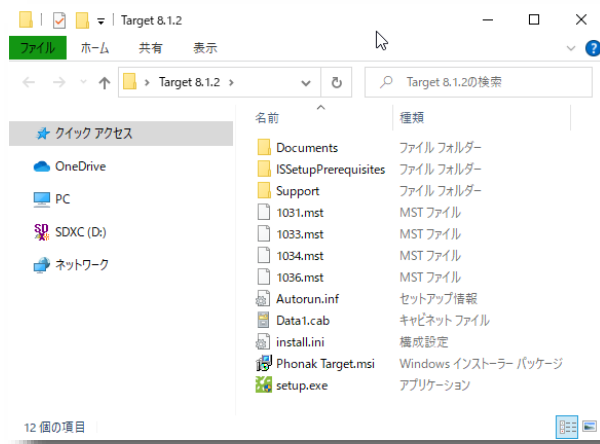 Target 8.1.2
ファイル ホーム 共有 表示
Target 8.1.2 Target 8.1.2の検索
名前 種類
クイック アクセス
OneDrive
PC
SDXC (D:)
ネットワーク
Documents ファイル フォルダー
ISSetupPrerequisites ファイル フォルダー
Support ファイル フォルダー
1031.mst MST ファイル
1033.mst MST ファイル
1034.mst MST ファイル
1036.mst MST ファイル
Autorun.inf セットアップ情報
Data1.cab キャビネット ファイル
install.ini 構成設定
Phonak Target.msi Windows インストーラー パッケージ
setup.exe アプリケーション
12 個の項目